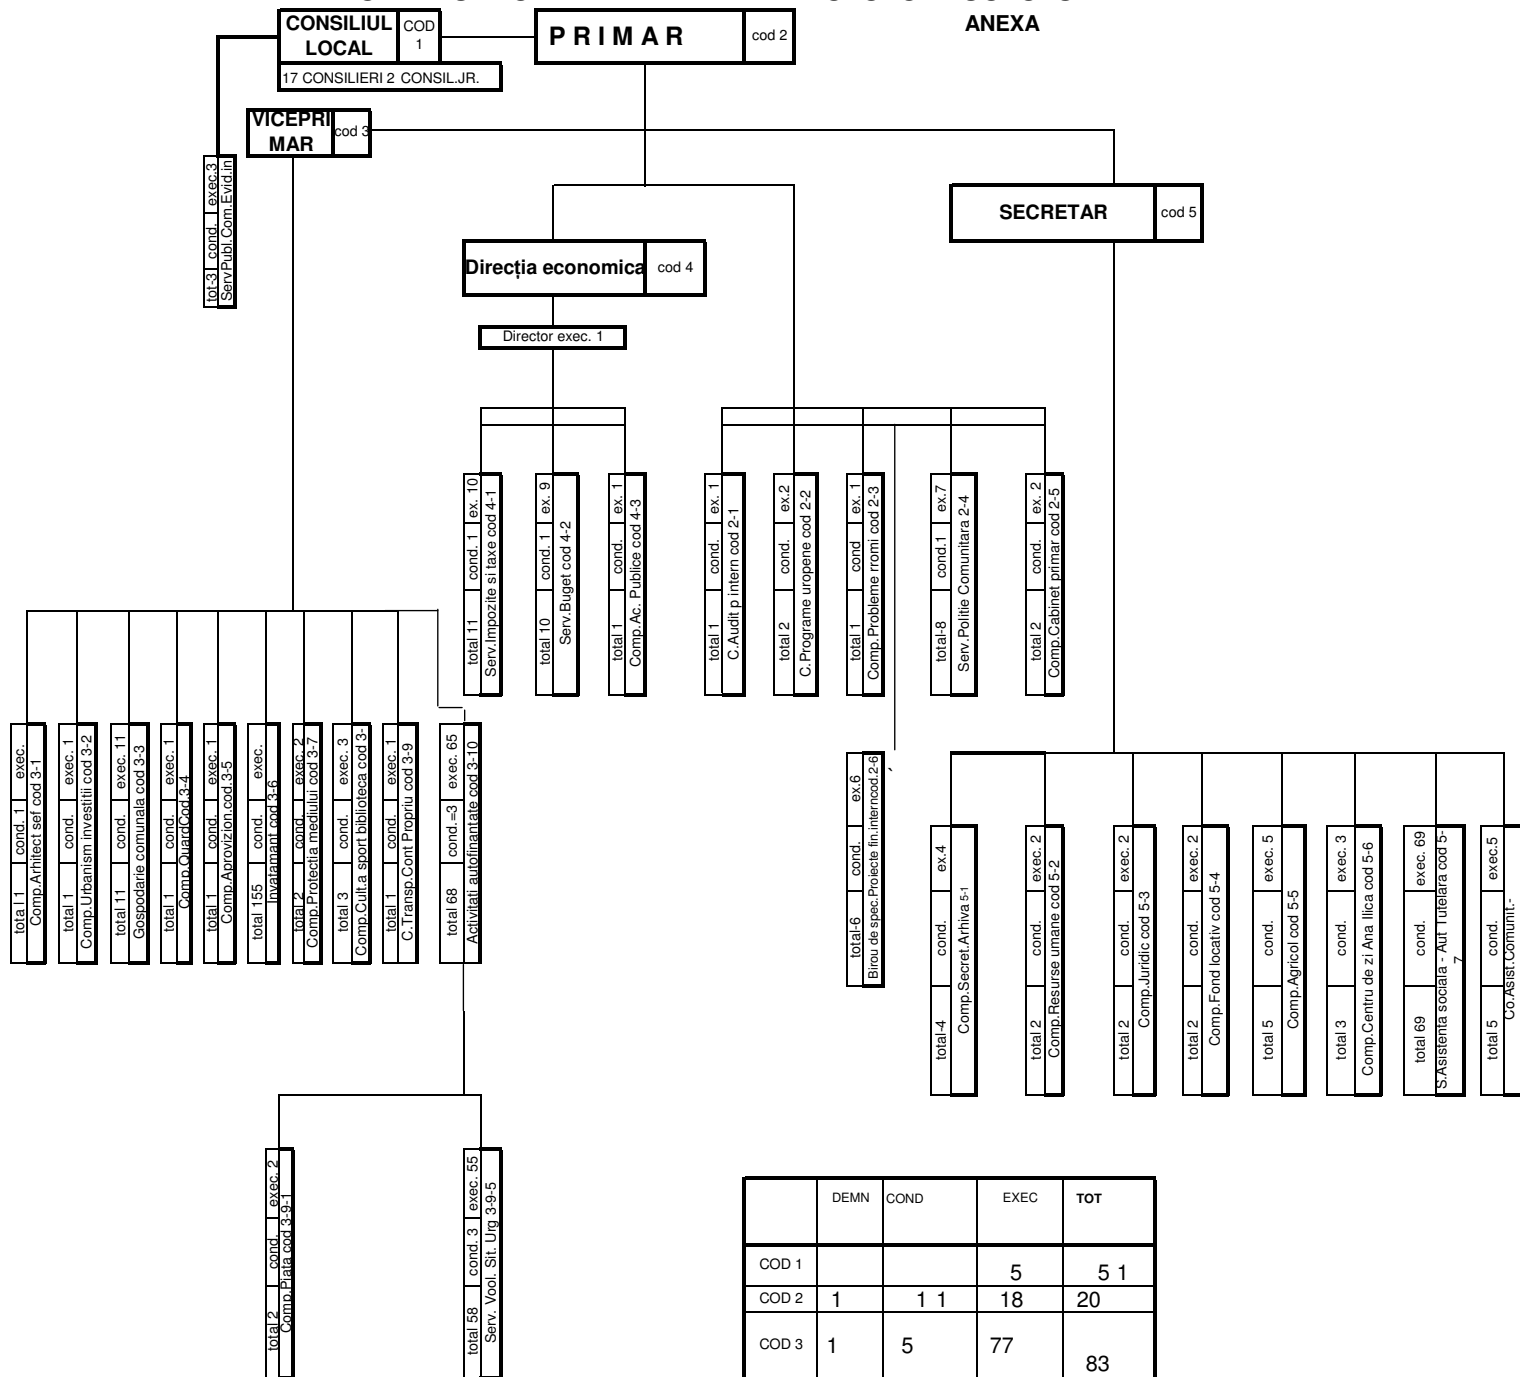 ANEXA
CONSILIUL LOCAL
COD 1
P R I M A R
cod 2
17 CONSILIERI 2 CONSIL.JR.
VICEPRI
MAR
cod 3
tot-3 cond. exec.3
ServPubl.Com.Evid.in
SECRETAR
cod 5
Direcția economica
cod 4
Director exec. 1
total 11 cond. 1 ex. 10
Serv.Impozite si taxe cod 4-1
total 10 cond. 1 ex. 9
Serv.Buget cod 4-2
total 1 cond. ex. 1
Comp.Ac. Publice cod 4-3
total 1 cond. ex. 1
C.Audit p intern cod 2-1
total 2 cond. ex.2
C.Programe uropene cod 2-2
total 1 cond ex. 1
Comp.Probleme rromi cod 2-3
total-8 cond.1 ex.7
Serv.Politie Comunitara 2-4
total 2 cond. ex. 2
Comp.Cabinet primar cod 2-5
tota l 1 cond. 1 exec.
Comp.Arhitect sef cod 3-1
total 1 cond. exec. 1
Comp.Urbanism investitii cod 3-2
total 11 cond. exec. 11
Gospodarie comunala cod 3-3
total 1 cond. exec. 1
Comp.QuardCod.3-4
total 1 cond. exec. 1
Comp.Aprovizion.cod.3-5
total 155 cond. exec.
Invatamant cod 3-6
total 2 cond. exec. 2
Comp.Protectia mediului cod 3-7
total 3 cond. exec. 3
Comp.Cult.a sport biblioteca cod 3-
total 1 cond. exec. 1
C.Transp.Cont Propriu cod 3-9
total 68 cond.=3 exec. 65
Activitati autofinantate cod 3-10
total-6 cond. ex.6
Birou de spec.Proiecte fin.interncod.2-6
total-4 cond. ex.4
Comp.Secret.Arhiva 5-1
total 2 cond. exec. 2
Comp.Resurse umane cod 5-2
total 2 cond. exec. 2
Comp.Juridic cod 5-3
total 2 cond. exec. 2
Comp.Fond locativ cod 5-4
total 5 cond. exec. 5
Comp.Agricol cod 5-5
total 3 cond. exec. 3
Comp.Centru de zi Ana Ilica cod 5-6
total 69 cond. exec. 69
S.Asistenta sociala - Aut Tutelara cod 5-
7
total 5 cond. exec.5
Co.Asist.Comunit.-
total 2 cond. exec. 2
Comp.Piata cod 3-9-1
total 58 cond. 3 exec. 55
Serv. Vool. Sit. Urg 3-9-5
DEMN COND EXEC TOT
COD 1 5 5 1
COD 2 1 1 1 18 20
COD 3 1 5 77 83